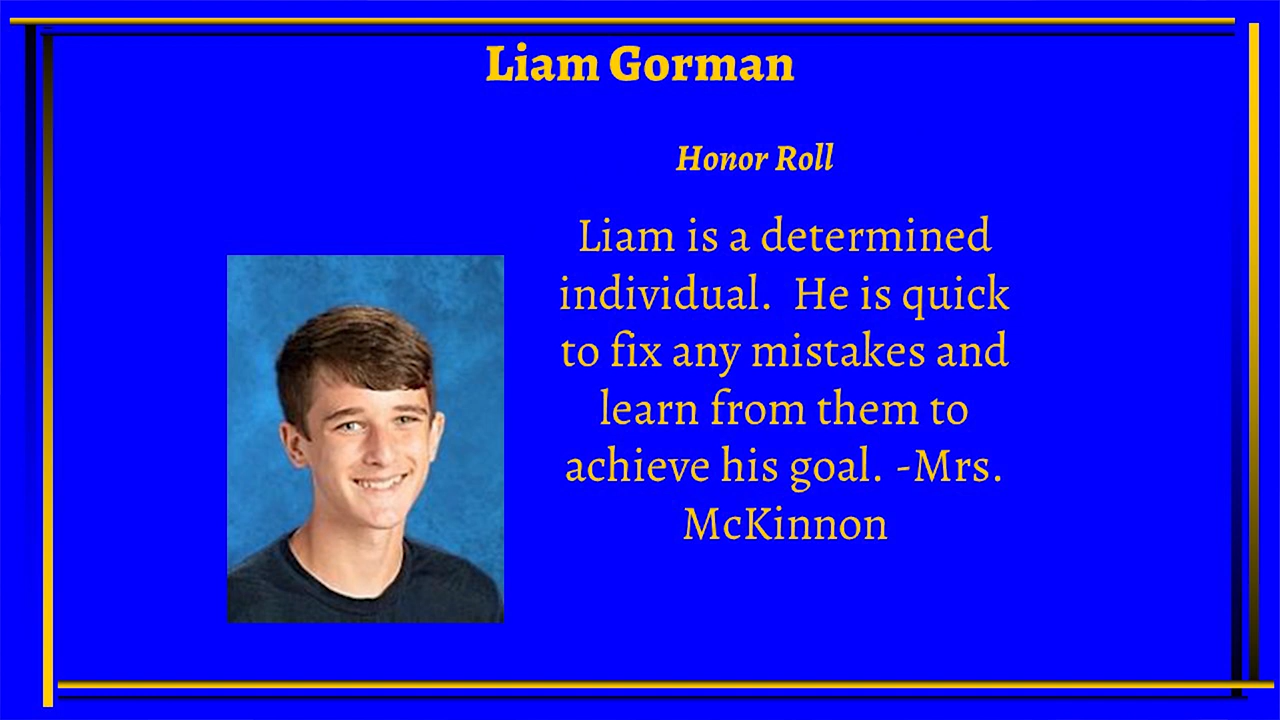 Liam Gorman
Honor Roll
Liam is a determined
individual.  He is quick
to fix any mistakes and
learn from them to
achieve his goal. -Mrs.
McKinnon